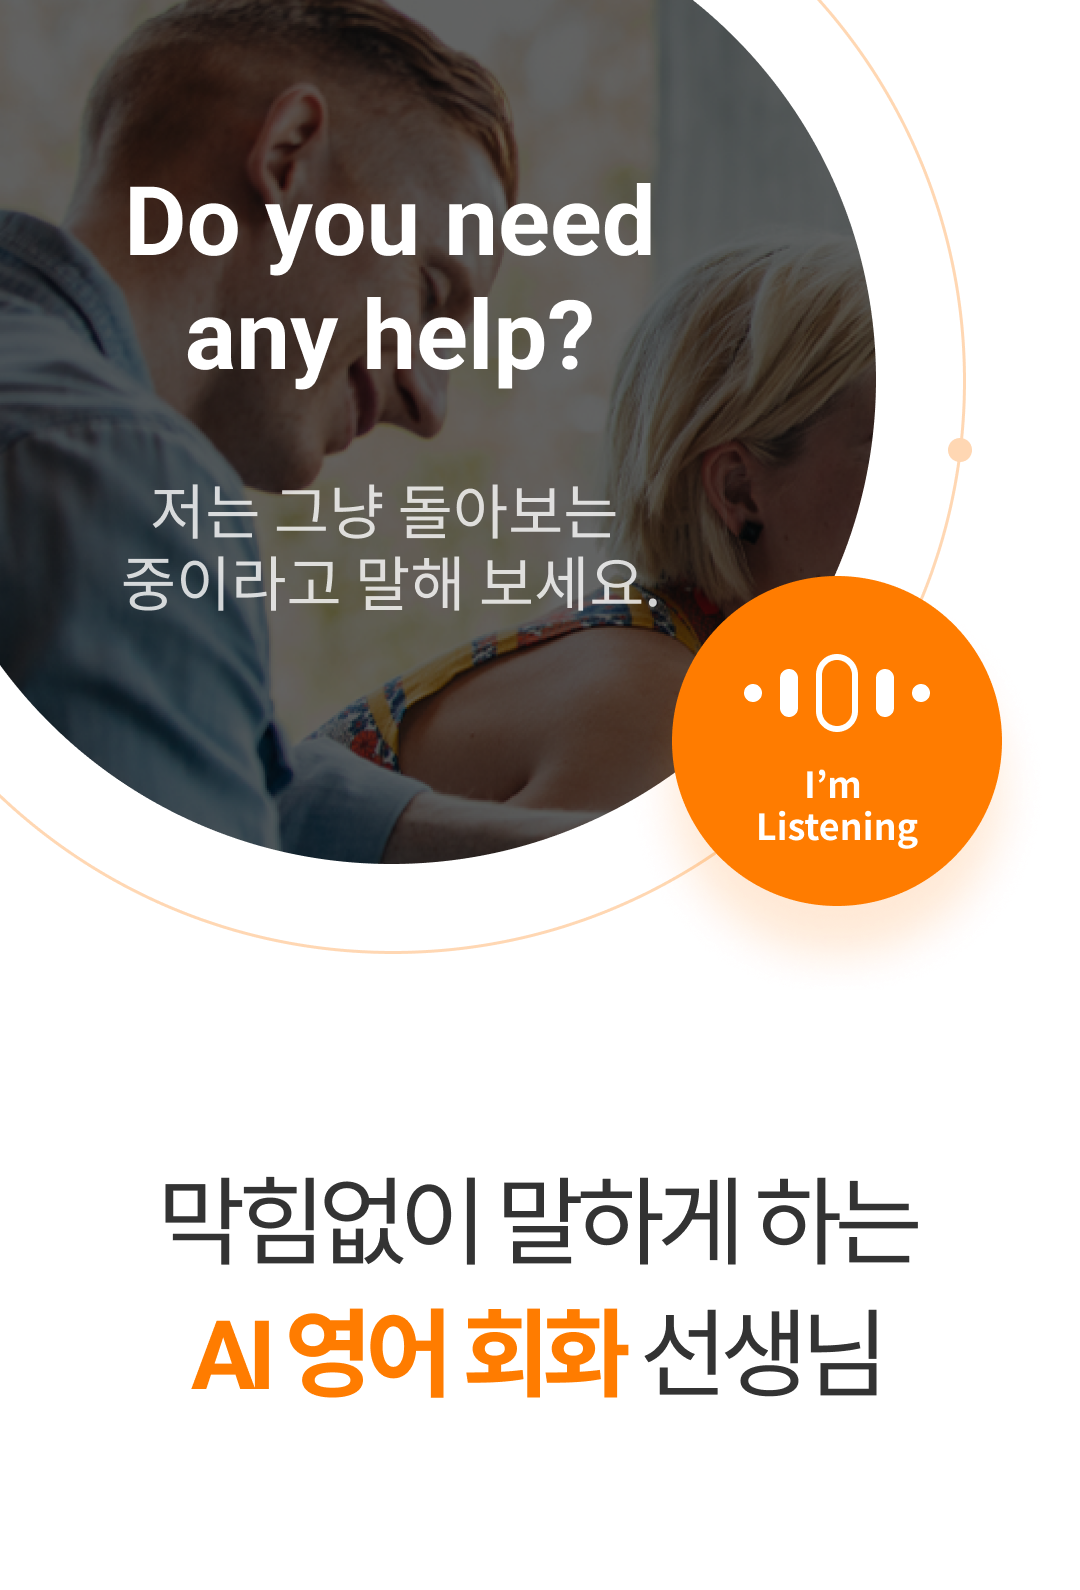 Do you need
any help?
저는 그냥 돌아보는
중이라고 말해 보세요.
I’m
Listening
막힘없이 말하게 하는
AI 영어 회화 선생님